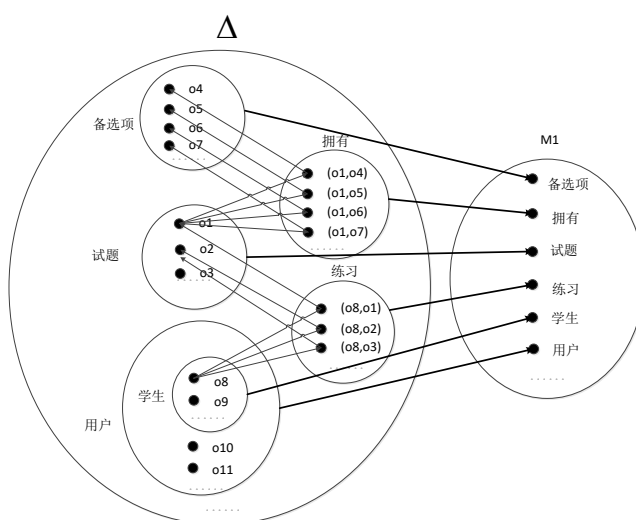 Δ
备选项
o4
o5
o6
o7
......
拥有
(o1,o4)
(o1,o5)
(o1,o6)
(o1,o7)
......
试题
o1
o2
o3
......
练习
(o8,o1)
(o8,o2)
(o8,o3)
......
用户
学生
o8
o9
......
o10
o11
......
......
M1
备选项
拥有
试题
练习
学生
用户
......